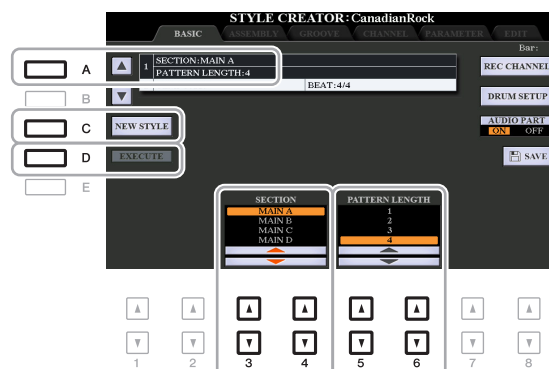 STYLE CREATOR:CanadianRock
BASIC ASSEMBLY GROOVE CHANNEL PARAMETER EDIT
Bar:
A
1 SECTION:MAIN A
PATTERN LENGTH:4
REC CHANNEL
B
BEAT:4/4
DRUM SETUP
C
NEW STYLE
AUDIO PART
ON OFF
D
EXECUTE
SAVE
E
SECTION
MAIN A
MAIN B
MAIN C
MAIN D
PATTERN LENGTH
1
2
3
4
1 2 3 4 5 6 7 8